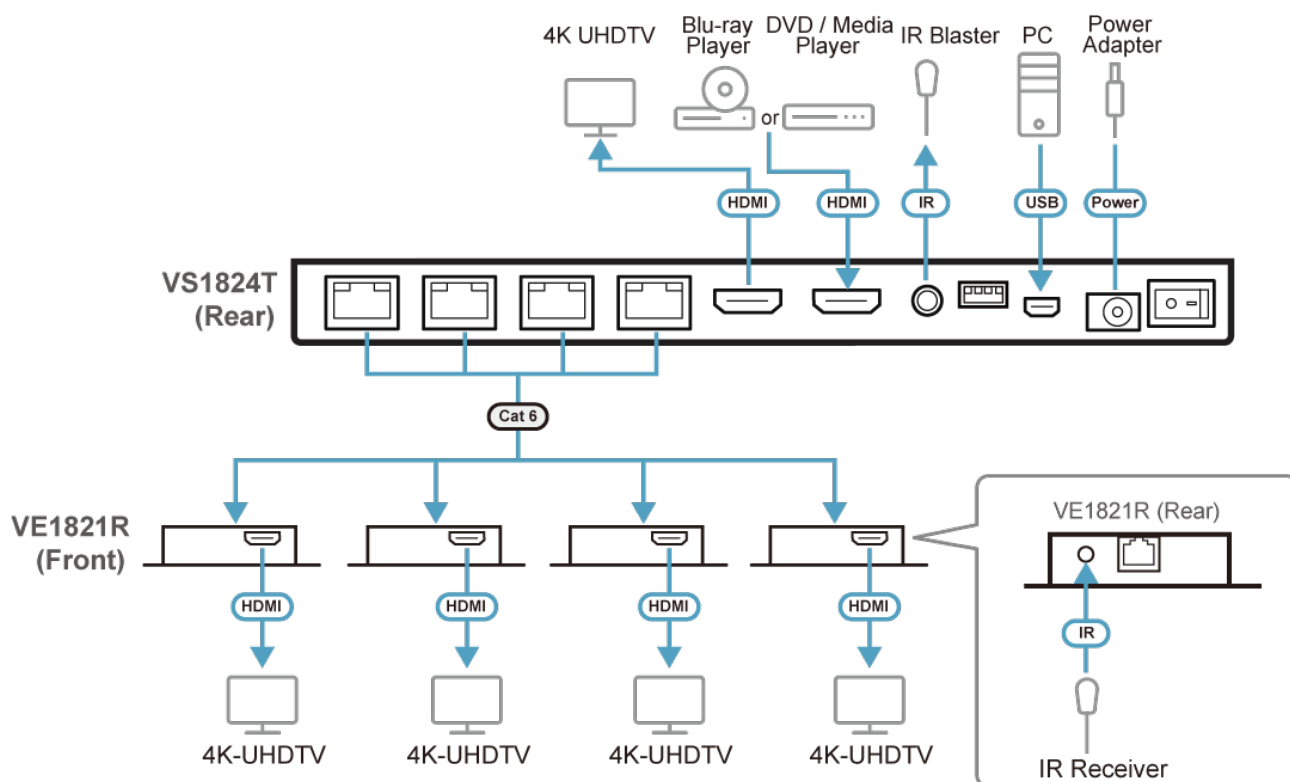 4K UHDTV
Blu-ray
Player
or
DVD / Media
Player
IR Blaster
PC
Power
Adapter
HDMI
HDMI
IR
USB
Power
VS1824T
(Rear)
Cat 6
VE1821R
(Front)
HDMI
HDMI
HDMI
HDMI
4K-UHDTV
4K-UHDTV
4K-UHDTV
4K-UHDTV
VE1821R (Rear)
IR
IR Receiver